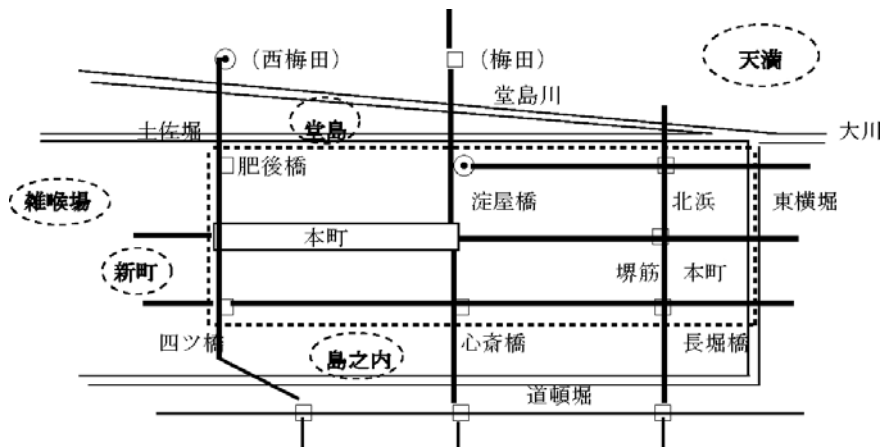 天満
（西梅田）
（梅田）
堂島川
土佐堀
堂島
大川
肥後橋
雑喉場
淀屋橋
北浜
東横堀
本町
新町
堺筋 本町
四ツ橋
島之内
心斎橋
長堀橋
道頓堀